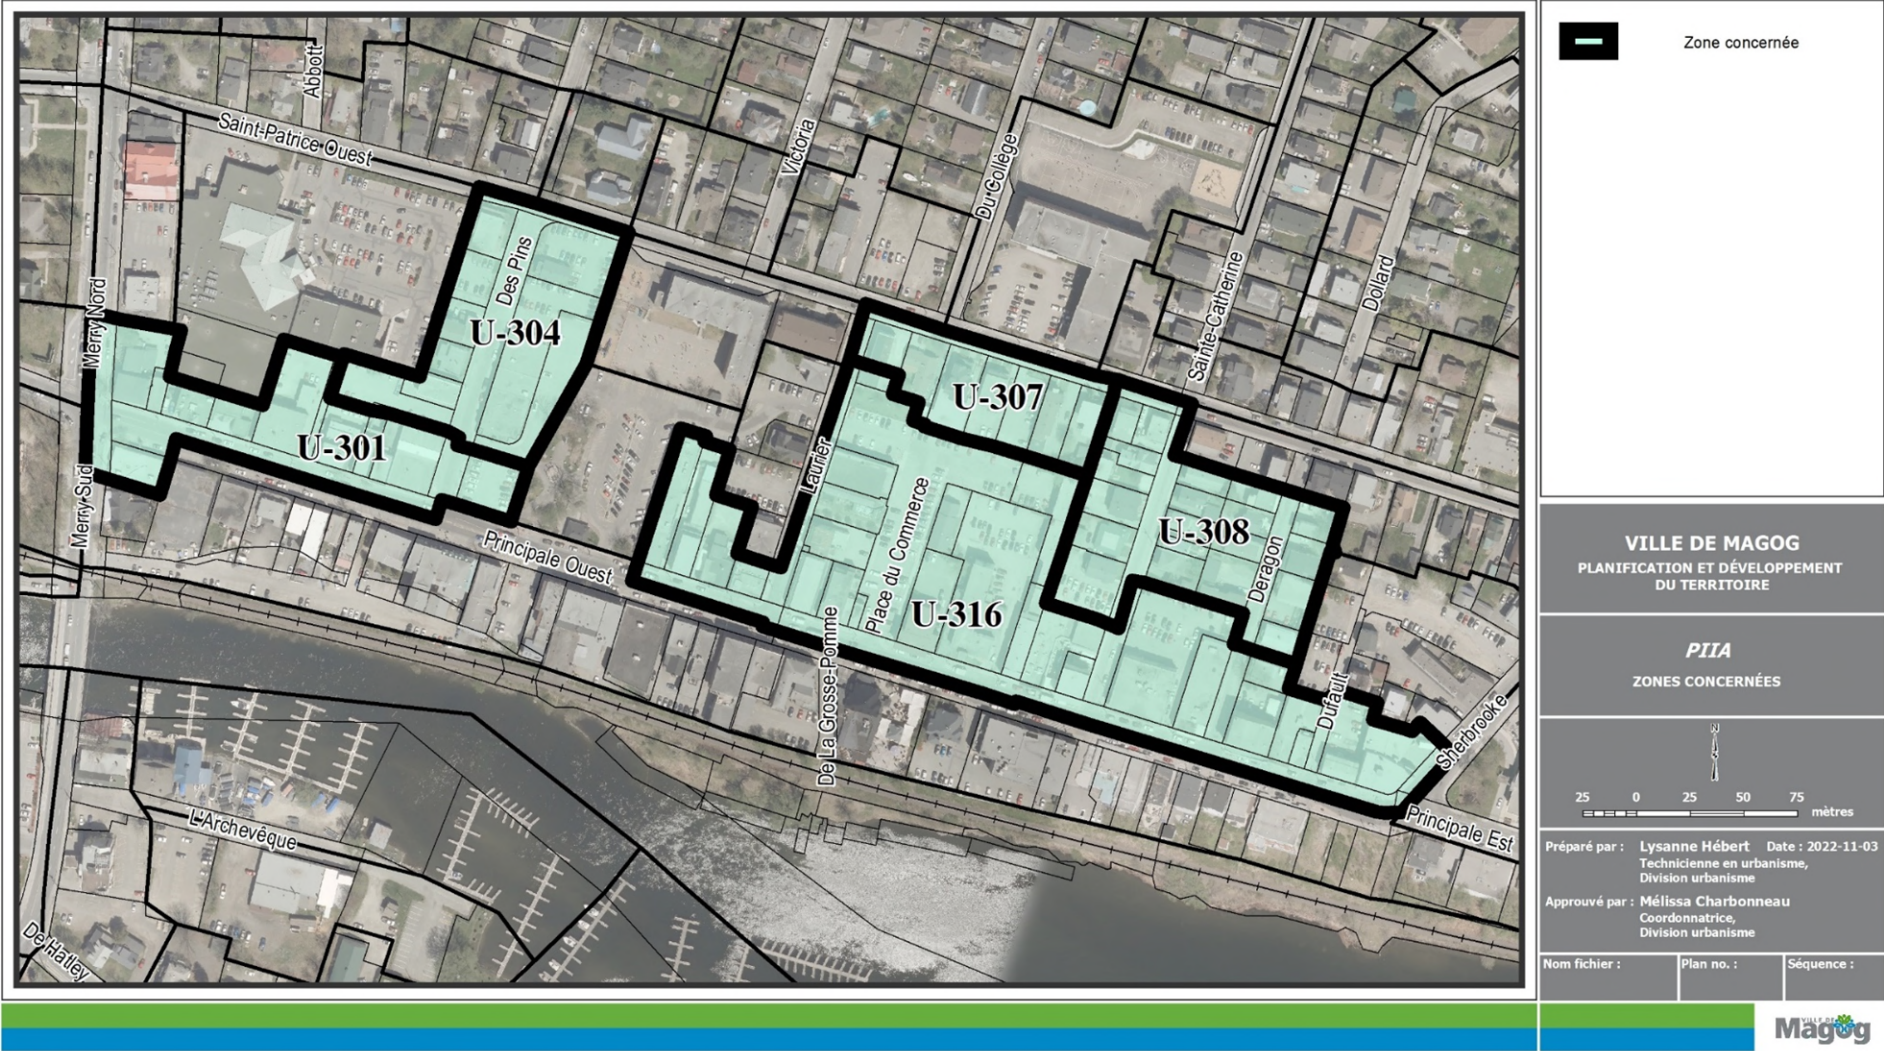 Abbott
Saint-Patrice Ouest
Victoria
Du Collège
Sainte-Catherine
Dollard
Merry Nord
Des Pins
U-304
U-307
U-301
Laurier
Merry Sud
Place du Commerce
U-308
Deragon
Principale Ouest
U-316
De La Grosse-Pomme
Dufault
Sherbrooke
Principale Est
L'Archevêque
De Hatley
Zone concernée
VILLE DE MAGOG
PLANIFICATION ET DÉVELOPPEMENT
DU TERRITOIRE
PIIA
ZONES CONCERNÉES
N
25 0 25 50 75
mètres
Préparé par : Lysanne Hébert Date : 2022-11-03
Technicienne en urbanisme,
Division urbanisme
Approuvé par : Mélissa Charbonneau
Coordonnatrice,
Division urbanisme
Nom fichier : Plan no. : Séquence :
VILLE DE
Magog